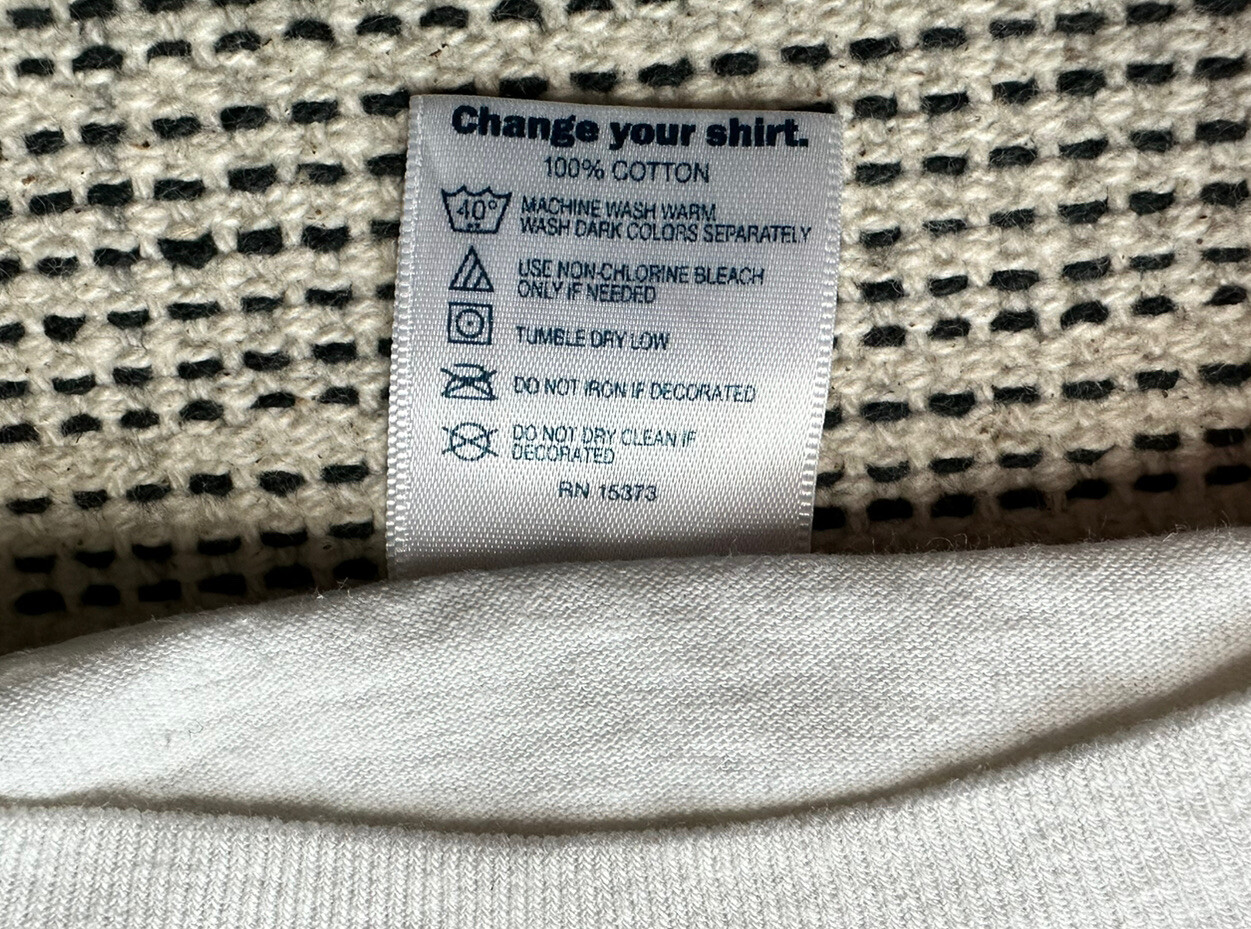 Change your shirt.
100% COTTON
40°
MACHINE WASH WARM
WASH DARK COLORS SEPARATELY
USE NON-CHLORINE BLEACH
ONLY IF NEEDED
TUMBLE DRY LOW
DO NOT IRON IF DECORATED
DO NOT DRY CLEAN IF
DECORATED
RN 15373